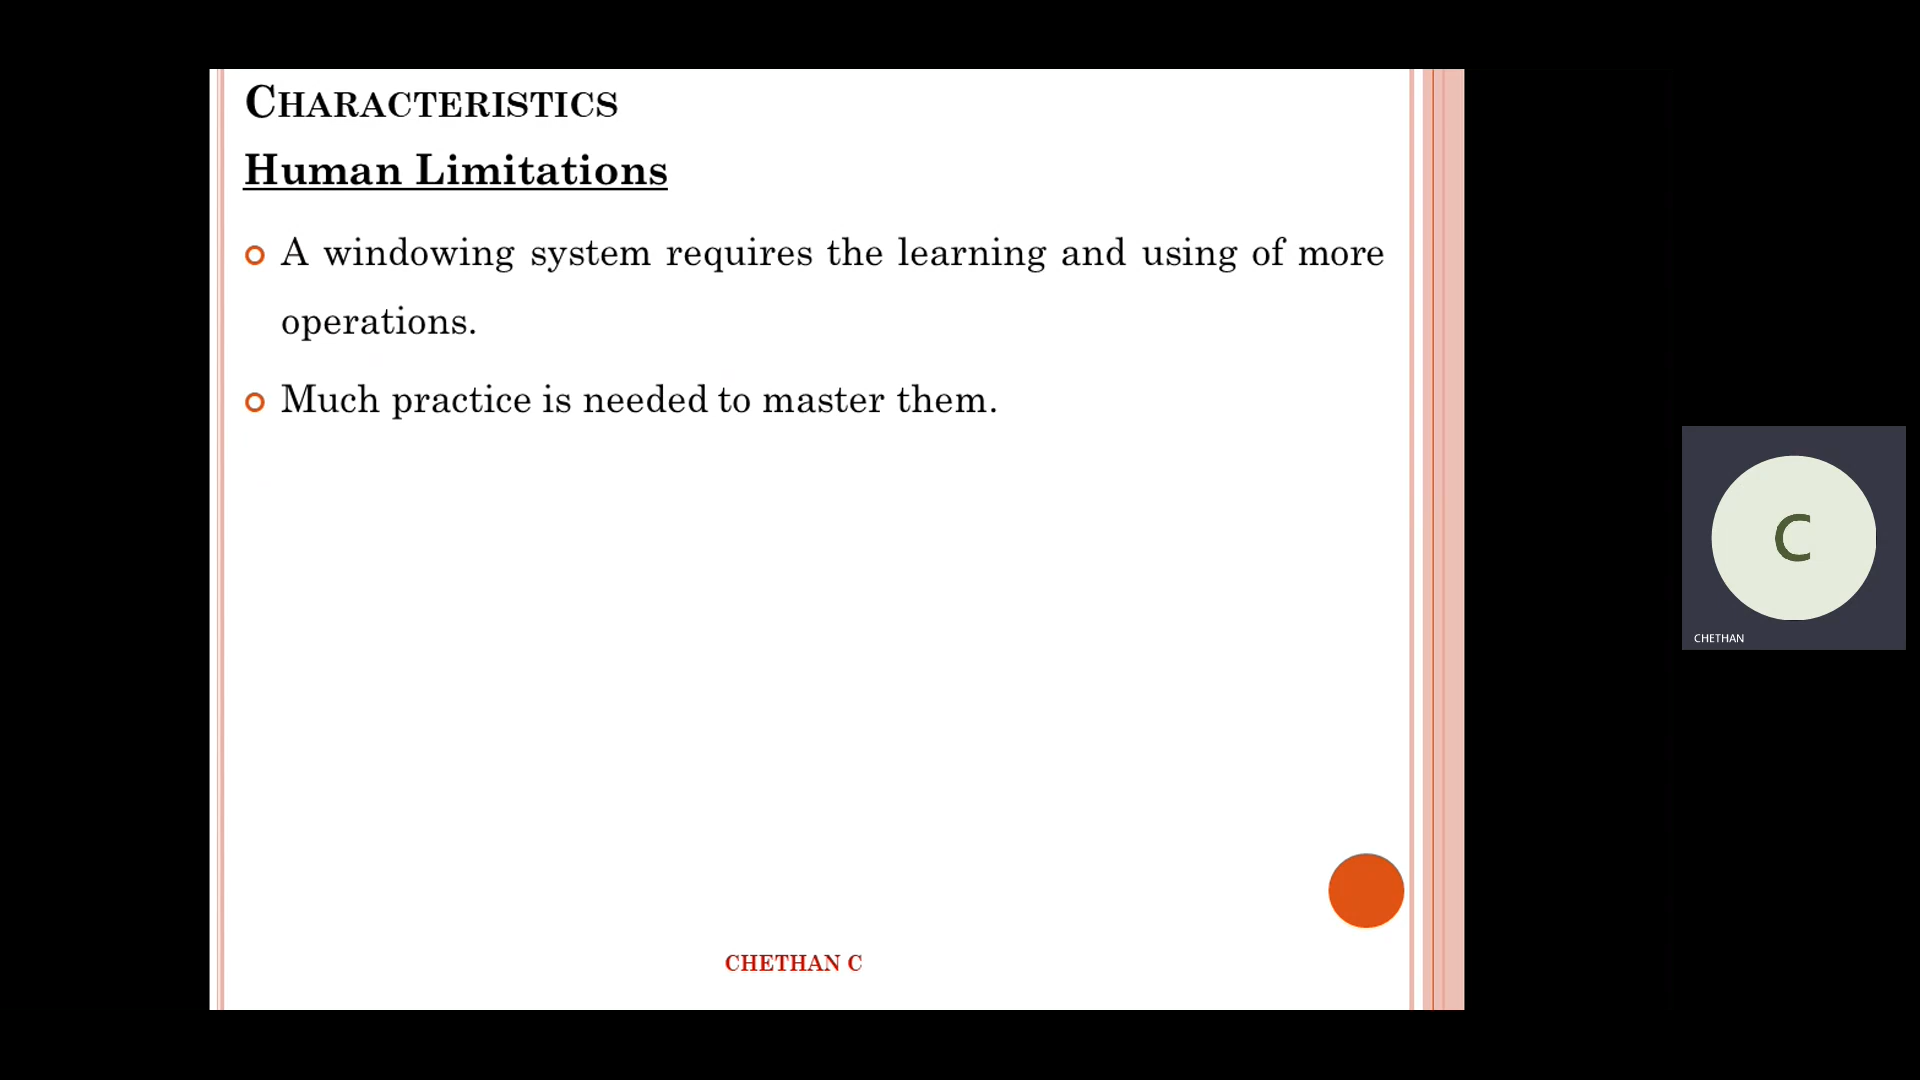 CHARACTERISTICS
Human Limitations
A windowing system requires the learning and using of more
operations.
Much practice is needed to master them.
C
CHETHAN
CHETHAN C